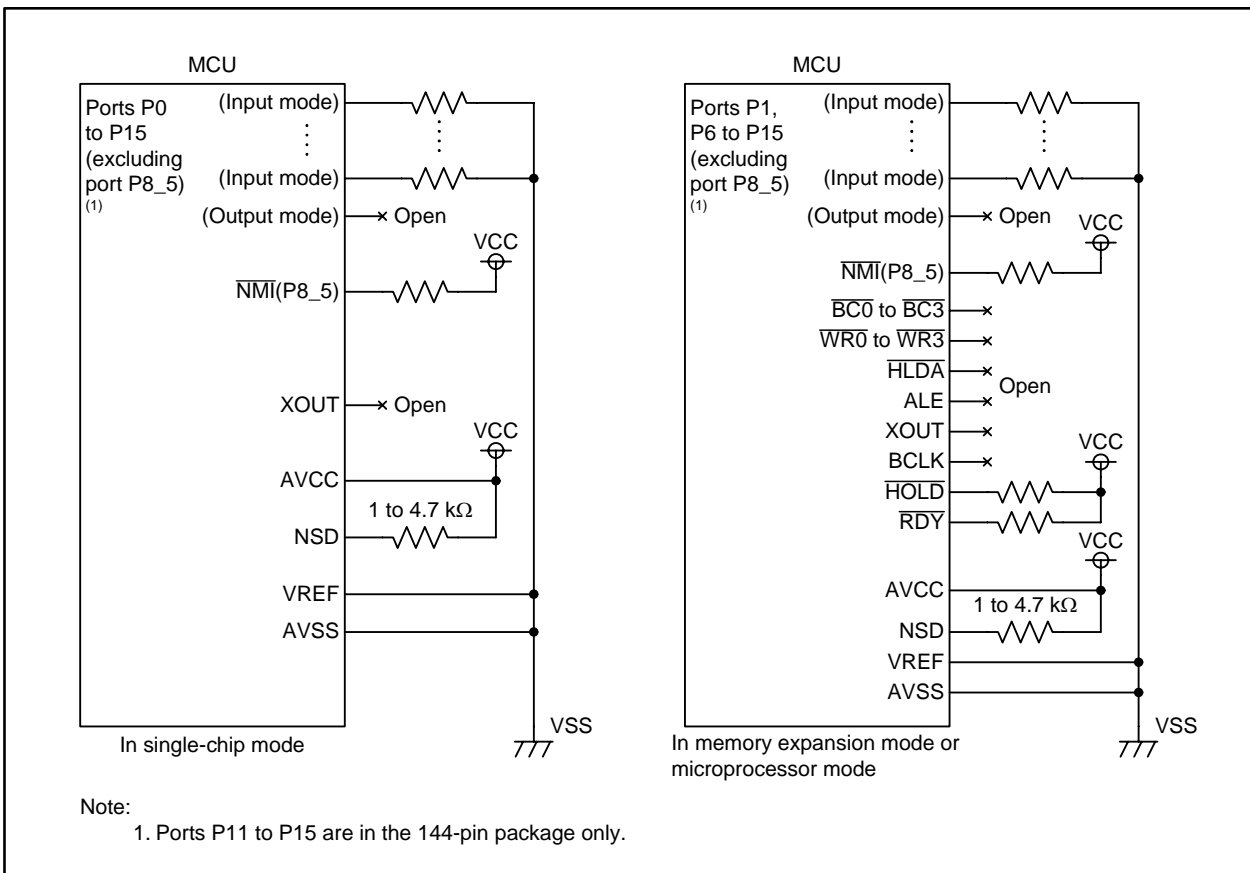 MCU
Ports P0
to P15
(excluding
port P8_5)
(1)
(Input mode)
(Input mode)
(Output mode)
Open
VCC
NMI(P8_5)
XOUT
Open
VCC
AVCC
1 to 4.7 kΩ
NSD
VREF
AVSS
VSS
In single-chip mode
MCU
Ports P1,
P6 to P15
(excluding
port P8_5)
(1)
(Input mode)
(Input mode)
(Output mode)
Open
VCC
NMI(P8_5)
BC0 to BC3
WR0 to WR3
HLDA
Open
ALE
XOUT
BCLK
VCC
HOLD
RDY
VCC
AVCC
1 to 4.7 kΩ
NSD
VREF
AVSS
VSS
In memory expansion mode or
microprocessor mode
Note:
1. Ports P11 to P15 are in the 144-pin package only.